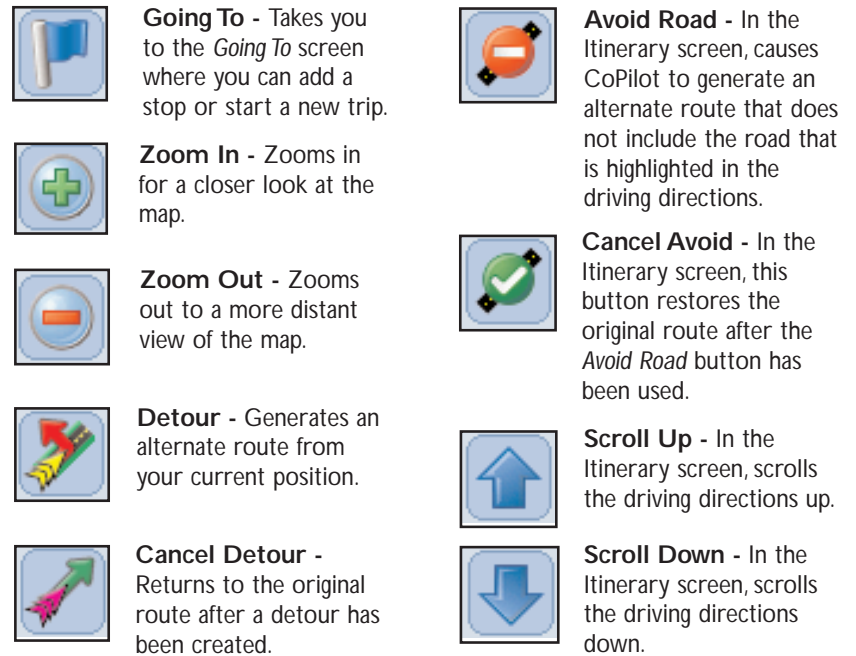 Going To - Takes you
to the Going To screen
where you can add a
stop or start a new trip.
Zoom In - Zooms in
for a closer look at the
map.
Zoom Out - Zooms
out to a more distant
view of the map.
Detour - Generates an
alternate route from
your current position.
Cancel Detour -
Returns to the original
route after a detour has
been created.
Avoid Road - In the
Itinerary screen, causes
CoPilot to generate an
alternate route that does
not include the road that
is highlighted in the
driving directions.
Cancel Avoid - In the
Itinerary screen, this
button restores the
original route after the
Avoid Road button has
been used.
Scroll Up - In the
Itinerary screen, scrolls
the driving directions up.
Scroll Down - In the
Itinerary screen, scrolls
the driving directions
down.